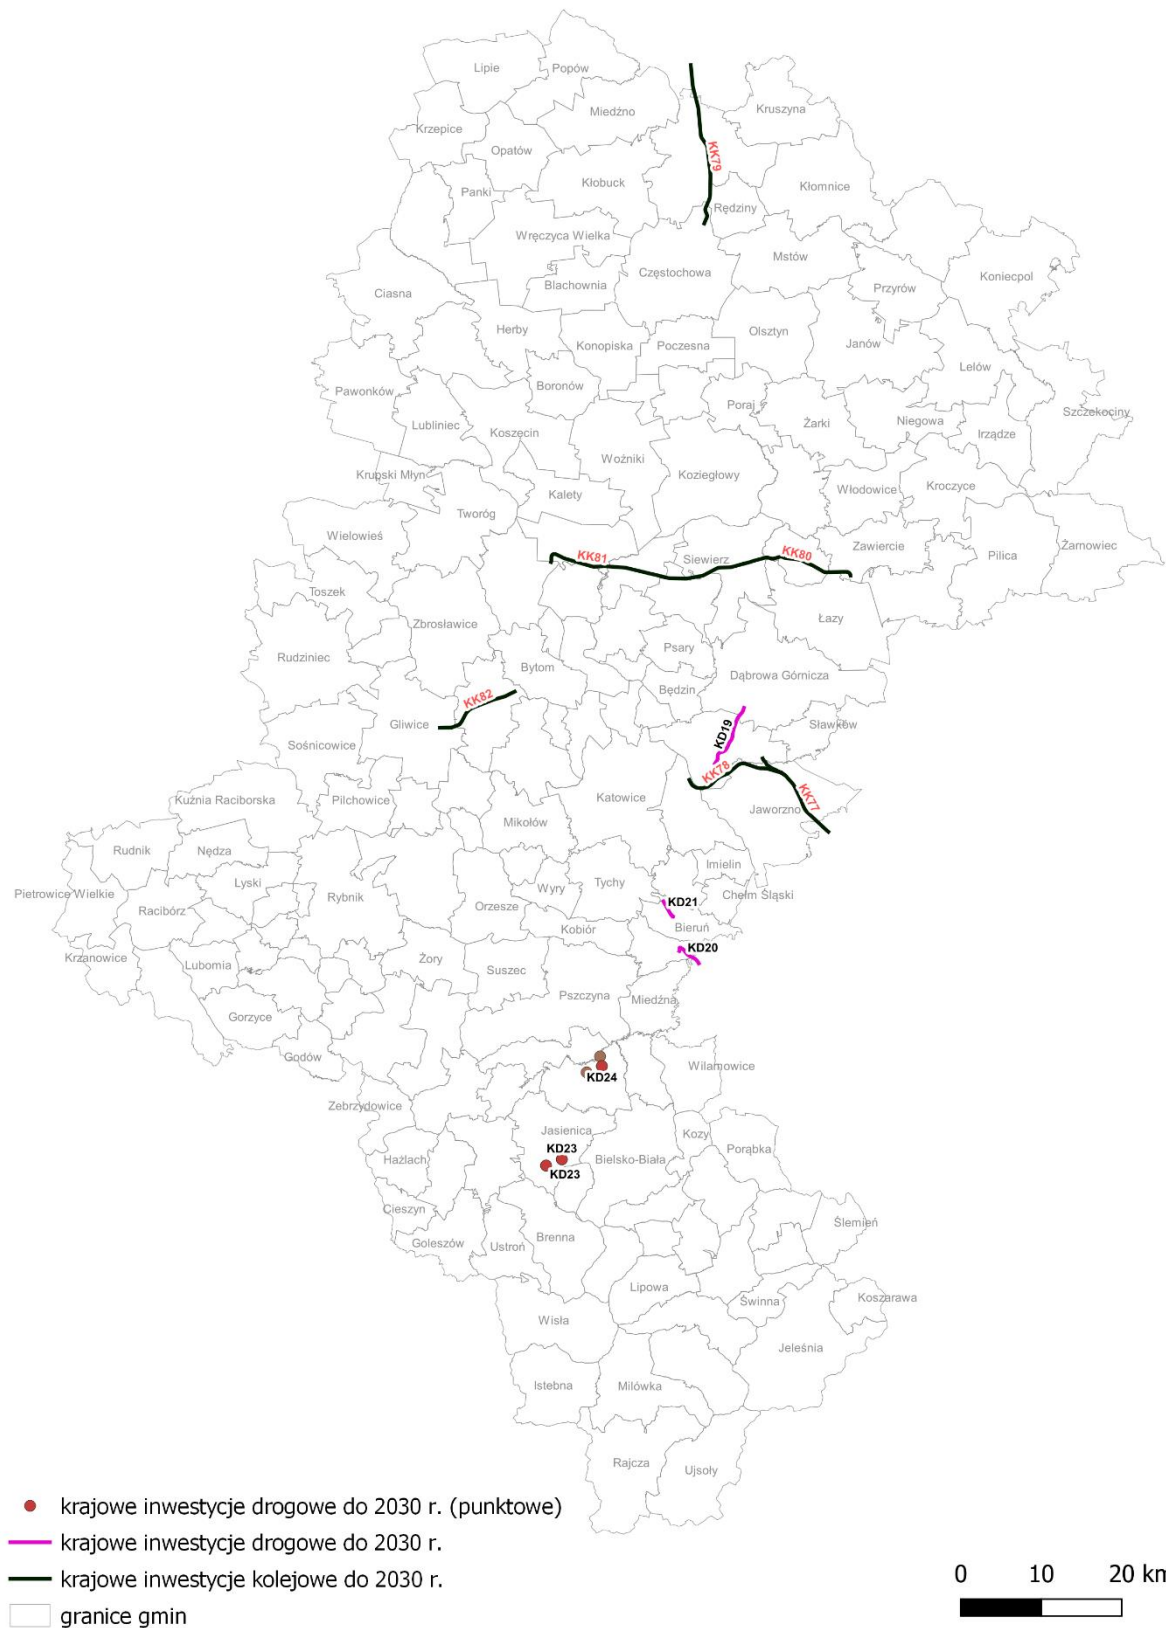 Lipie
Popów
Miedźno
Kruszyna
Krzepice
Opatów
KK79
Kłobuck
Kłomnice
Panki
Rędziny
Wręczyca Wielka
Mstów
Częstochowa
Koniecpol
Blachownia
Przyrów
Ciasna
Herby
Olsztyn
Konopiska
Poczesna
Janów
Lelów
Boronów
Pawonków
Poraj
Szczekociny
Lubliniec
Żarki
Niegowa
Koszęcin
Irządze
Woźniki
Krupski Młyn
Koziegłowy
Kroczyce
Kalety
Włodowice
Tworóg
Wielowieś
Zawiercie
Żarnowiec
KK81
KK80
Siewierz
Pilica
Toszek
Łazy
Zbrosławice
Psary
Rudziniec
Bytom
Dąbrowa Górnicza
Będzin
KK82
Gliwice
Sławków
KD19
Sośnicowice
KK78
Kuźnia Raciborska
Pilchowice
Katowice
KK77
Jaworzno
Mikołów
Rudnik
Nędza
Imielin
Łyski
Tychy
Wyry
Pietrowice Wielkie
Rybnik
Chełm Śląski
KD21
Orzesze
Racibórz
Kobiór
Bieruń
KD20
Krzanowice
Żory
Lubomia
Suszec
Pszczyna
Miedźna
Gorzyce
Godów
Wilamowice
KD24
Zebrzydowice
Jasienica
Kozy
KD23
Porąbka
Hażlach
Bielsko-Biała
KD23
Cieszyn
Ślemień
Brenna
Goleszów
Ustroń
Lipowa
Koszarawa
Świnna
Wisła
Jeleśnia
Istebna
Milówka
Rajcza
Ujsoły
krajowe inwestycje drogowe do 2030 r. (punktowe)
krajowe inwestycje drogowe do 2030 r.
krajowe inwestycje kolejowe do 2030 r.
granice gmin
0 10 20 km